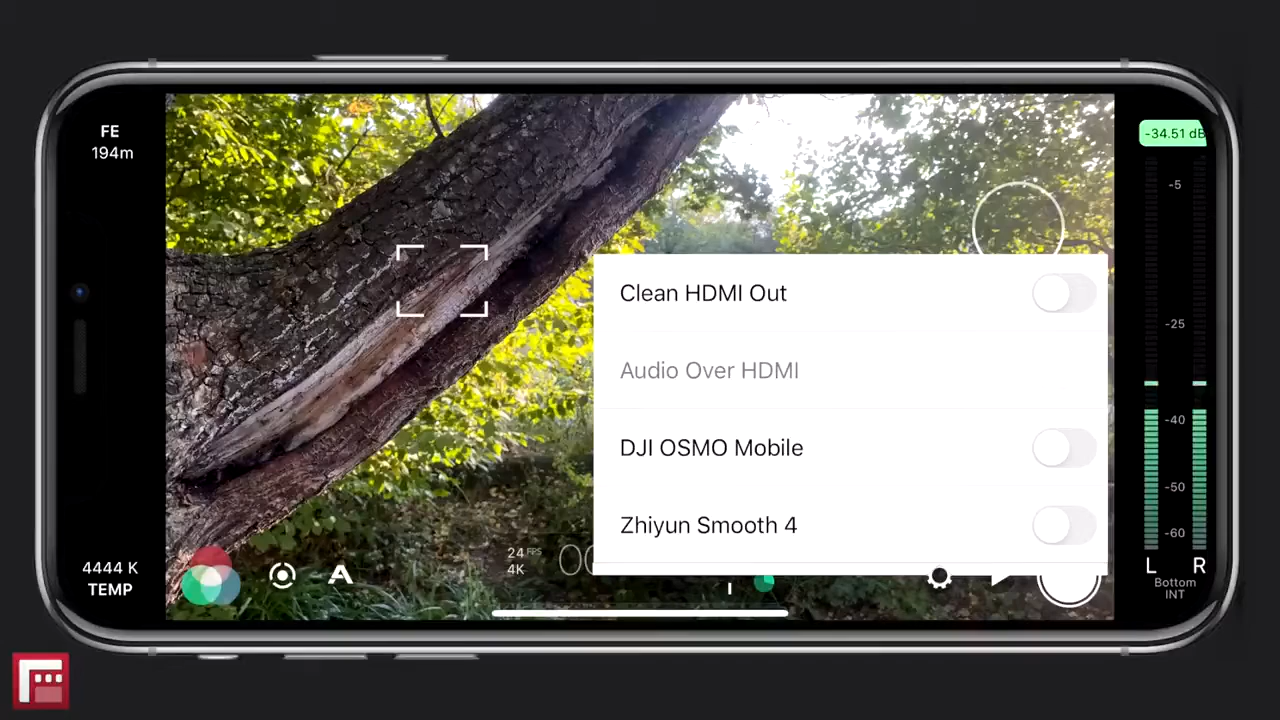 FE
194m
-34.51 dB
-5
Clean HDMI Out
-25
Audio Over HDMI
-40
DJI OSMO Mobile
-50
Zhiyun Smooth 4
-60
24 FPS
4K
00
4444 K
TEMP
L R
Bottom
INT